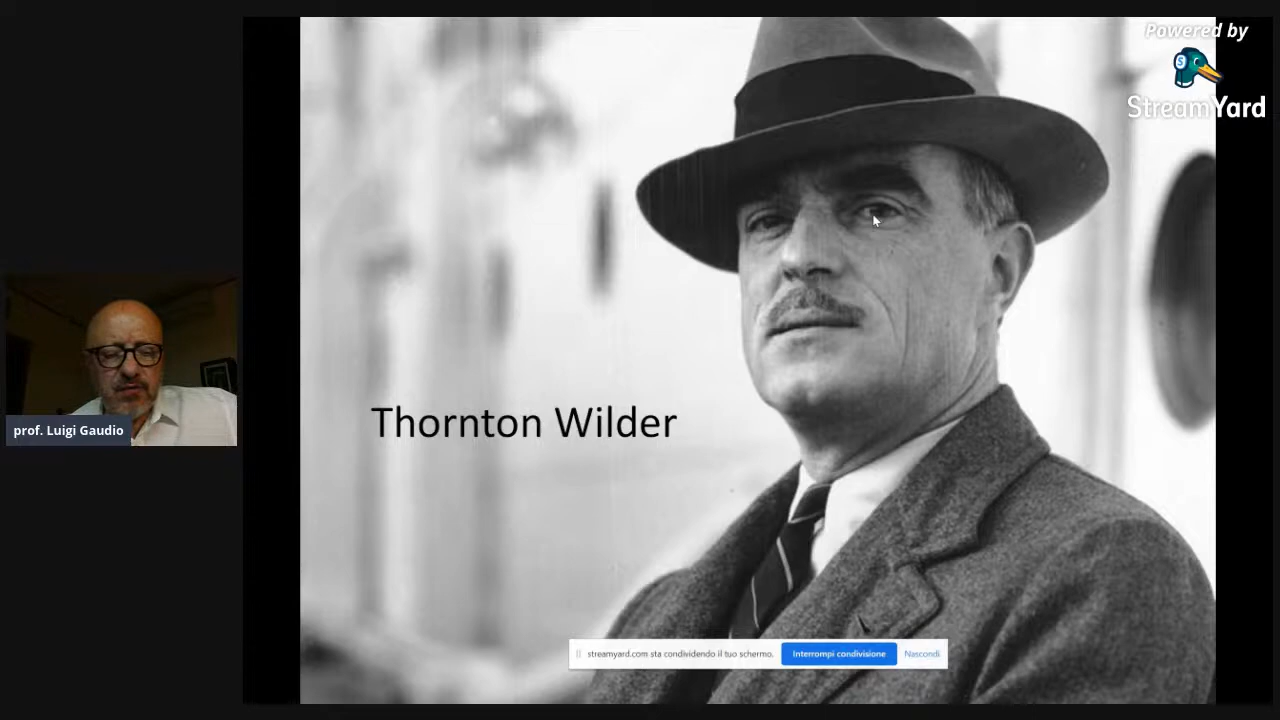 Powered by
StreamYard
Thornton Wilder
prof. Luigi Gaudio
streamyard.com sta condividendo il tuo schermo.
Interrompi condivisione
Nascondi